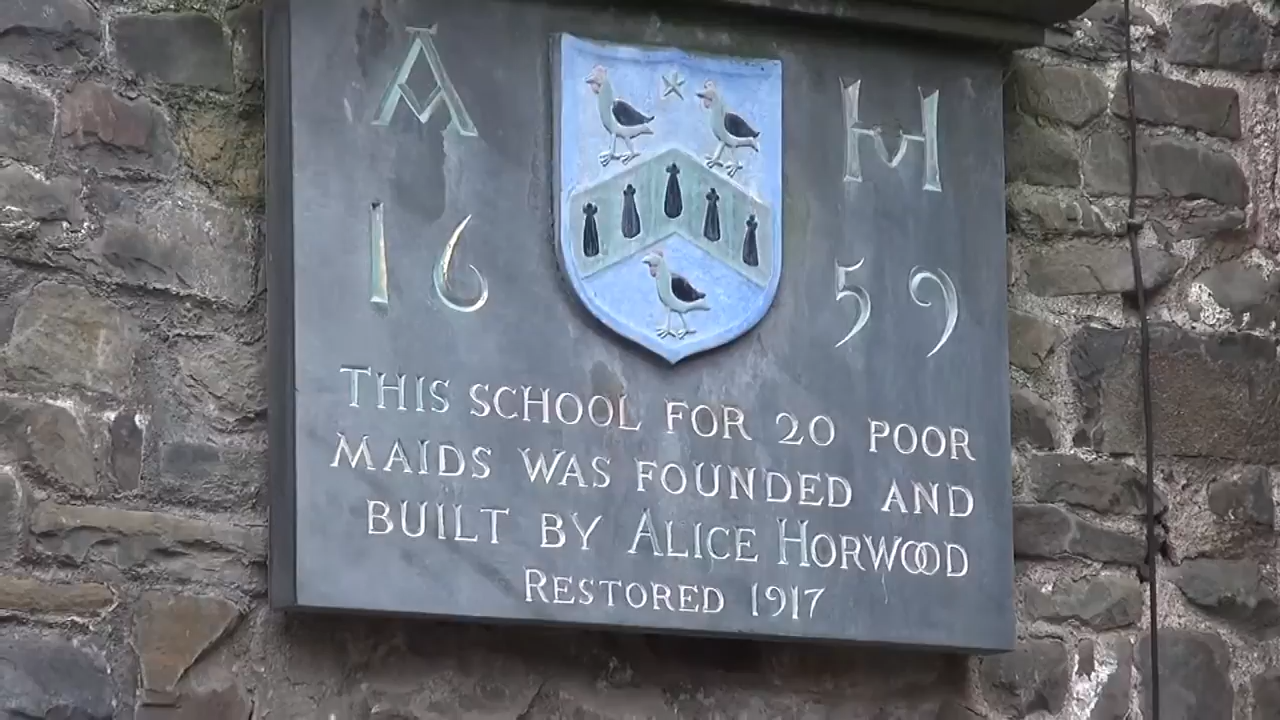 A H
16 59
THIS SCHOOL FOR 20 POOR
MAIDS WAS FOUNDED AND
BUILT BY ALICE HORWOOD
RESTORED 1917